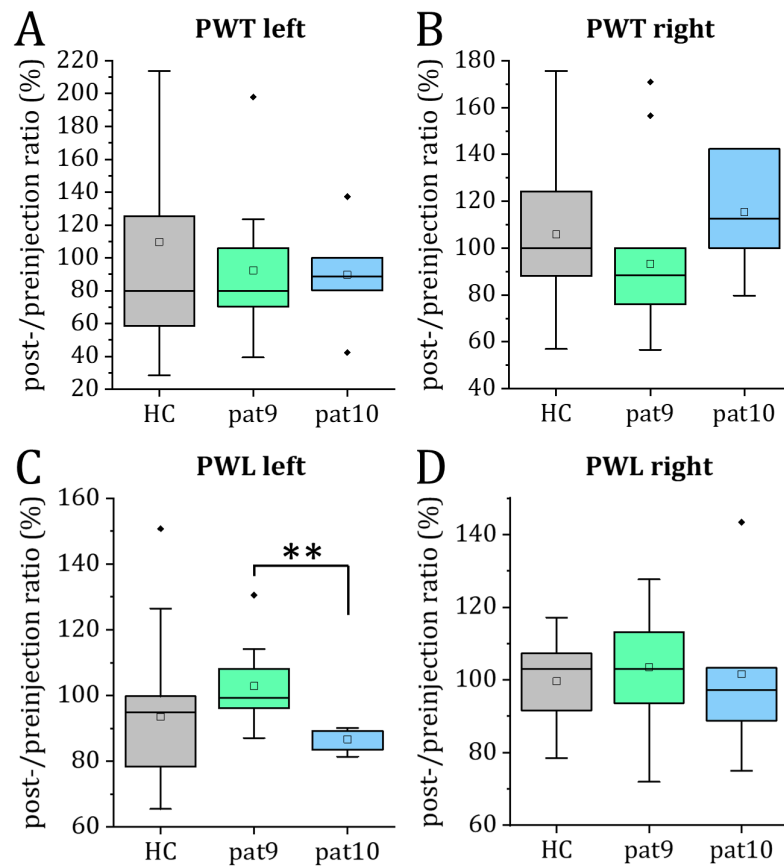 A
PWT left
post-/preinjection ratio (%)
220
200
180
160
140
120
100
80
60
40
20
HC pat9 pat10
B
PWT right
post-/preinjection ratio (%)
180
160
140
120
100
80
60
40
HC pat9 pat10
C
PWL left
post-/preinjection ratio (%)
160
140
120
100
80
60
**
HC pat9 pat10
D
PWL right
post-/preinjection ratio (%)
140
120
100
80
60
HC pat9 pat10